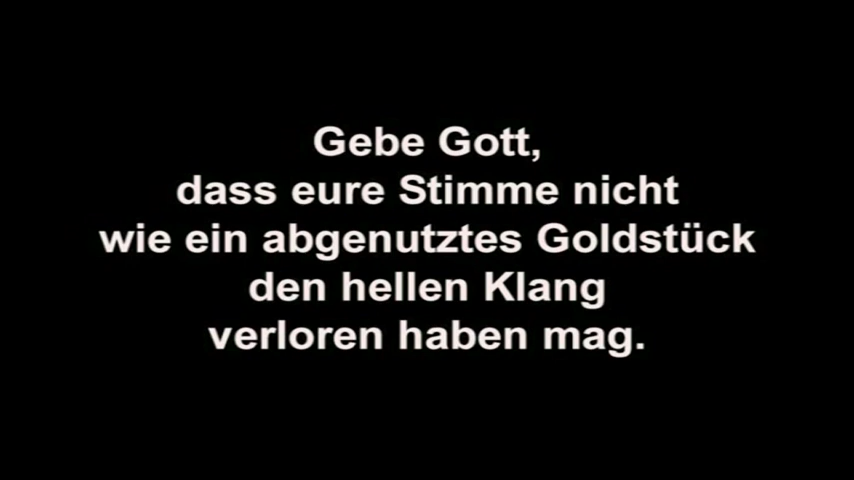 Gebe Gott,
dass eure Stimme nicht
wie ein abgenutztes Goldstück
den hellen Klang
verloren haben mag.